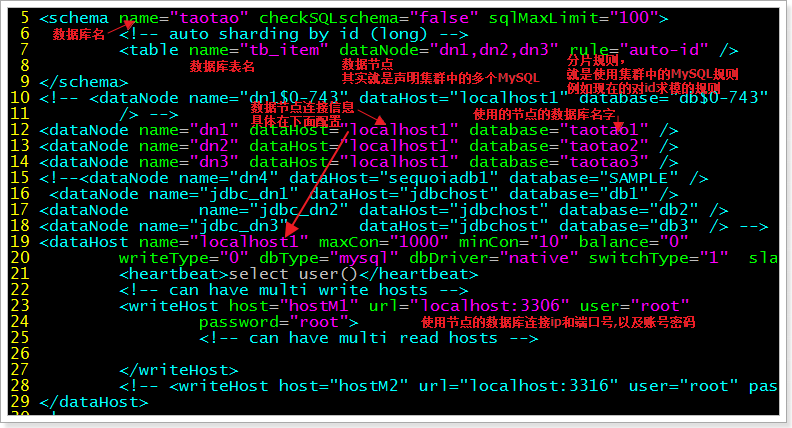 5 <schema name="taotao" checkSQLschema="false" sqlMaxLimit="100">
数据库名
6 <!-- auto sharding by id (long) -->
7 <table name="tb_item" dataNode="dn1,dn2,dn3" rule="auto-id" />
数据库表名
数据节点
其实就是声明集群中的多个MySQL
分片规则，
就是使用集群中的MySQL规则
例如现在的对id求模的规则
8
9 </schema>
10 <!-- <dataNode name="dn1$0-743" dataHost="localhost1" database="db$0-743"
11 /> -->
数据节点连接信息
具体在下面配置
使用的节点的数据库名字
12 <dataNode name="dn1" dataHost="localhost1" database="taotao1" />
13 <dataNode name="dn2" dataHost="localhost1" database="taotao2" />
14 <dataNode name="dn3" dataHost="localhost1" database="taotao3" />
15 <!--<dataNode name="dn4" dataHost="sequoiadb1" database="SAMPLE" />
16 <dataNode name="jdbc_dn1" dataHost="jdbchost" database="db1" />
17 <dataNode name="jdbc_dn2" dataHost="jdbchost" database="db2" />
18 <dataNode name="jdbc_dn3" dataHost="jdbchost" database="db3" /> -->
19 <dataHost name="localhost1" maxCon="1000" minCon="10" balance="0"
20 writeType="0" dbType="mysql" dbDriver="native" switchType="1" sla
21 <heartbeat>select user()</heartbeat>
22 <!-- can have multi write hosts -->
23 <writeHost host="hostM1" url="localhost:3306" user="root"
24 password="root">
使用节点的数据库连接ip和端口号,以及账号密码
25 <!-- can have multi read hosts -->
26
27 </writeHost>
28 <!-- <writeHost host="hostM2" url="localhost:3316" user="root" pas
29 </dataHost>